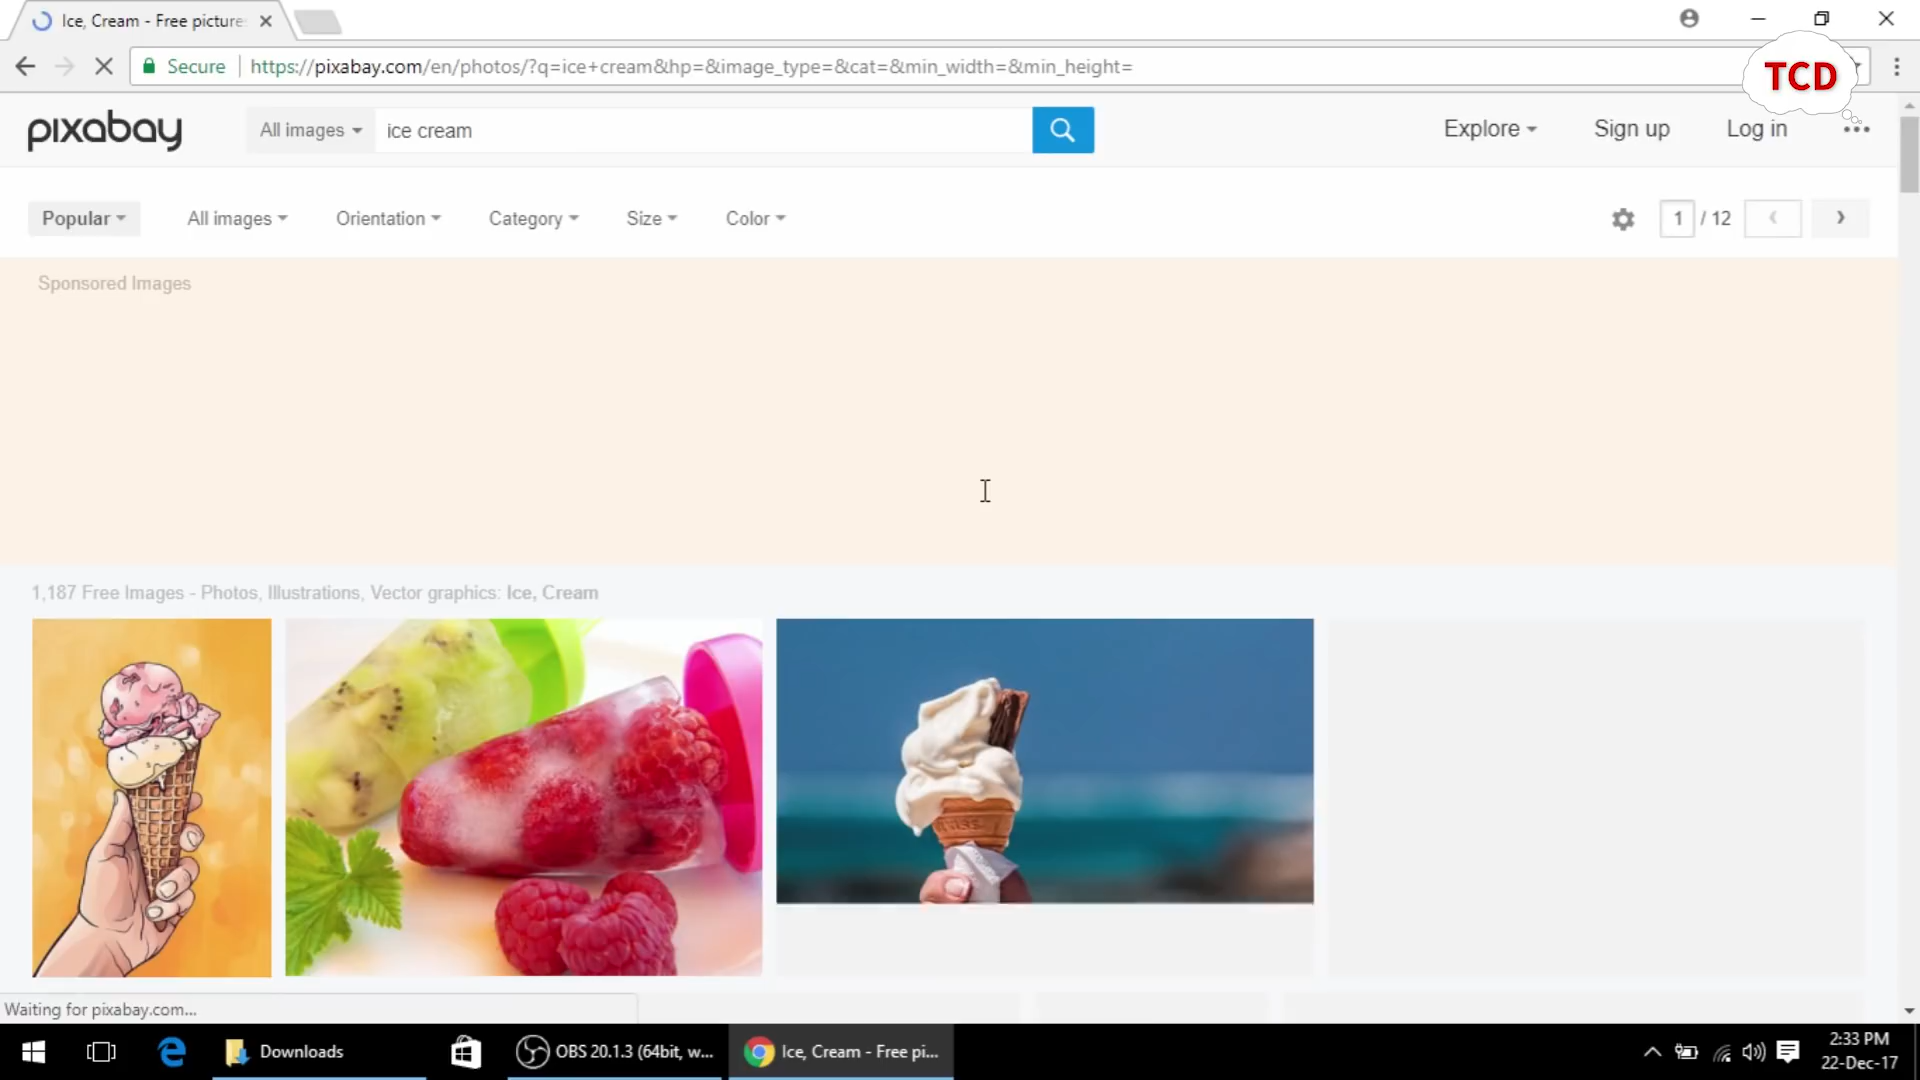 Ice, Cream - Free picture
Secure
https://pixabay.com/en/photos/?q=ice+cream&hp=&image_type=&cat=&min_width=&min_height=
TCD
pixabay
All images
ice cream
Explore
Sign up
Log in
Popular
All images
Orientation
Category
Size
Color
1 / 12
Sponsored Images
1,187 Free Images - Photos, Illustrations, Vector graphics: Ice, Cream
Waiting for pixabay.com...
Downloads
OBS 20.1.3 (64bit, w...
Ice, Cream - Free pi...
2:33 PM
22-Dec-17